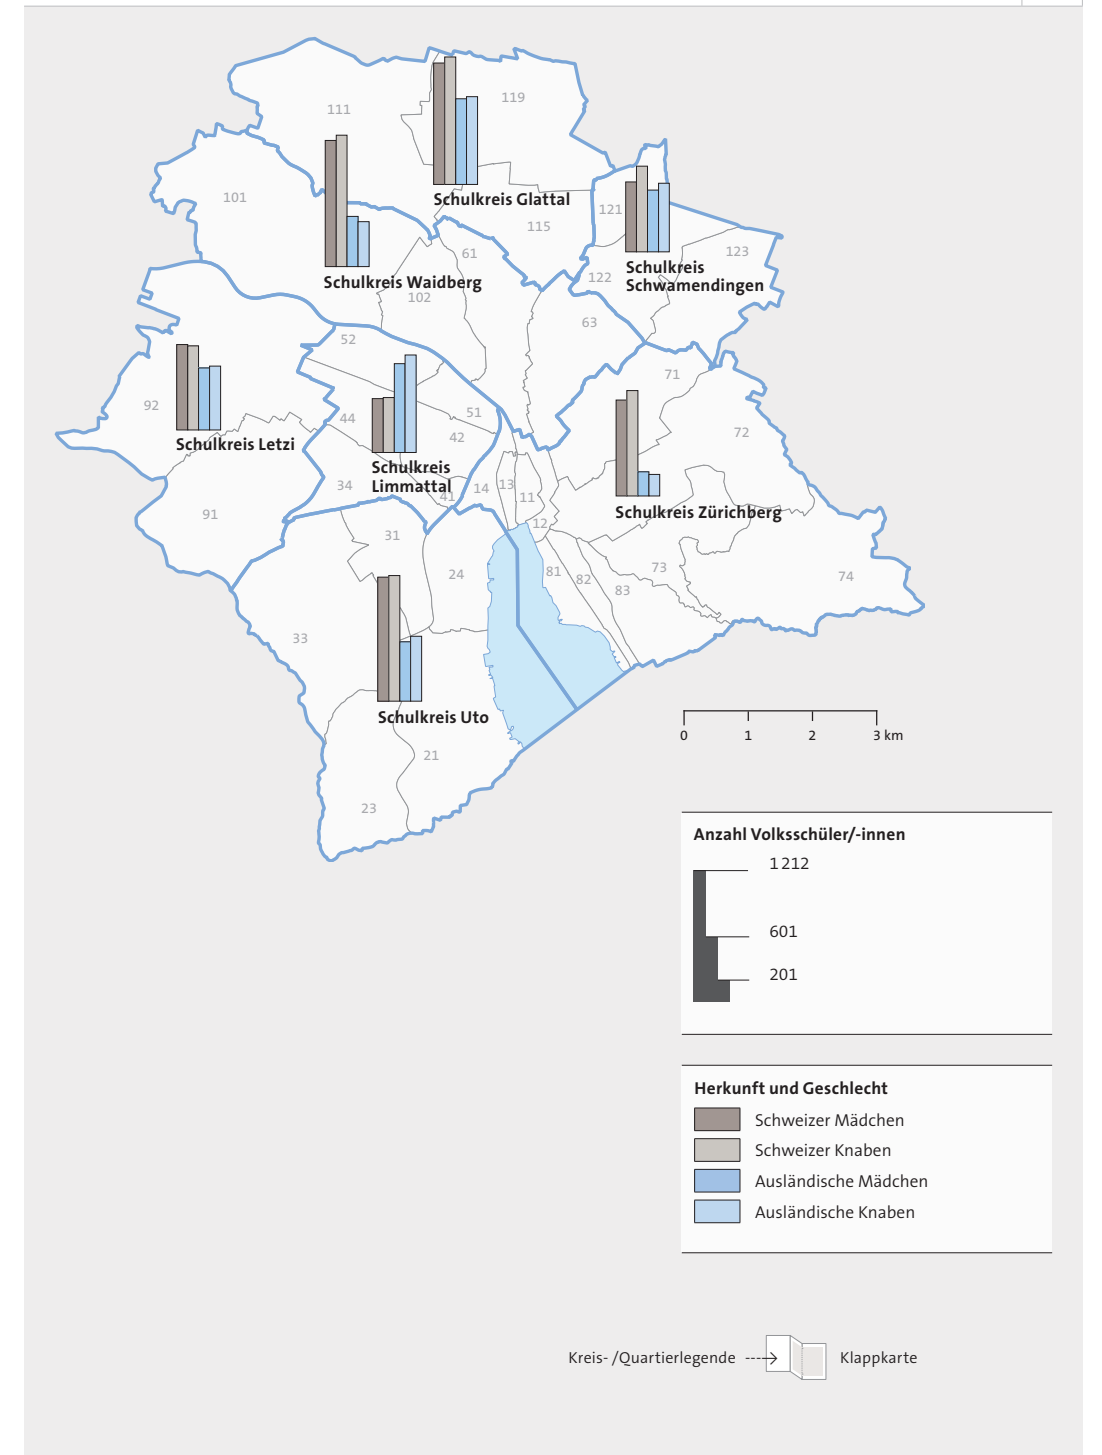 119
111
101
Schulkreis Glattal
121
115
123
61
Schulkreis
Schwamendingen
122
Schulkreis Waidberg
102
63
52
71
92
44
51
42
72
Schulkreis Letzi
Schulkreis
Limmattal
34
41
14
13
11
12
Schulkreis Zürichberg
91
31
24
81
82
83
73
74
33
Schulkreis Uto
21
23
0 1 2 3 km
Anzahl Volksschüler/-innen
1 212
601
201
Herkunft und Geschlecht
Schweizer Mädchen
Schweizer Knaben
Ausländische Mädchen
Ausländische Knaben
Kreis- /Quartierlegende
Klappkarte